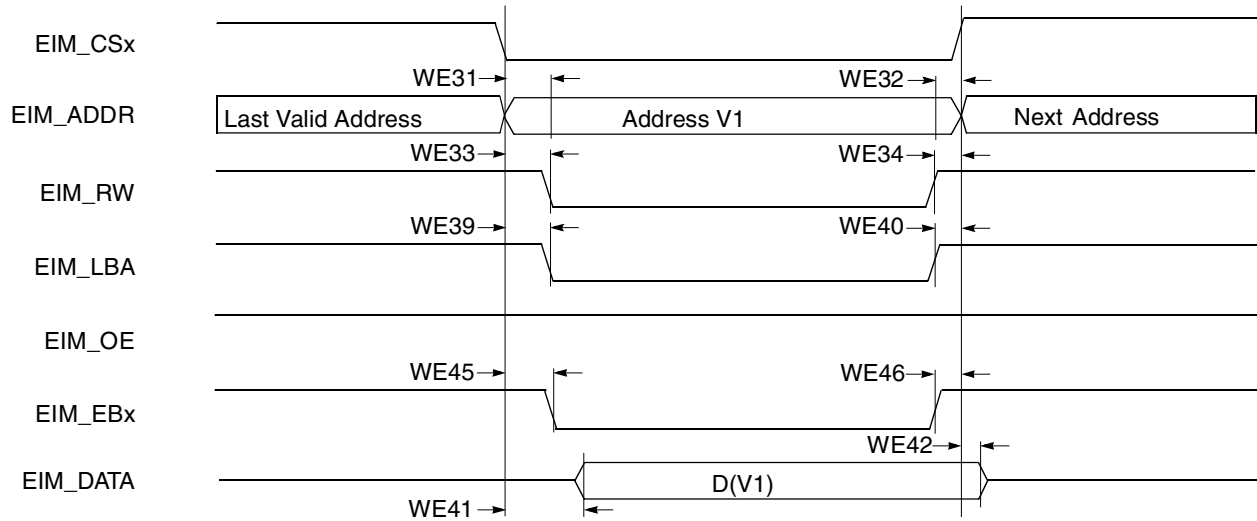 EIM_CSx
WE31 WE32
EIM_ADDR Last Valid Address Address V1 Next Address
WE33 WE34
EIM_RW
WE39 WE40
EIM_LBA
EIM_OE
WE45 WE46
EIM_EBx
WE42
EIM_DATA D(V1)
WE41